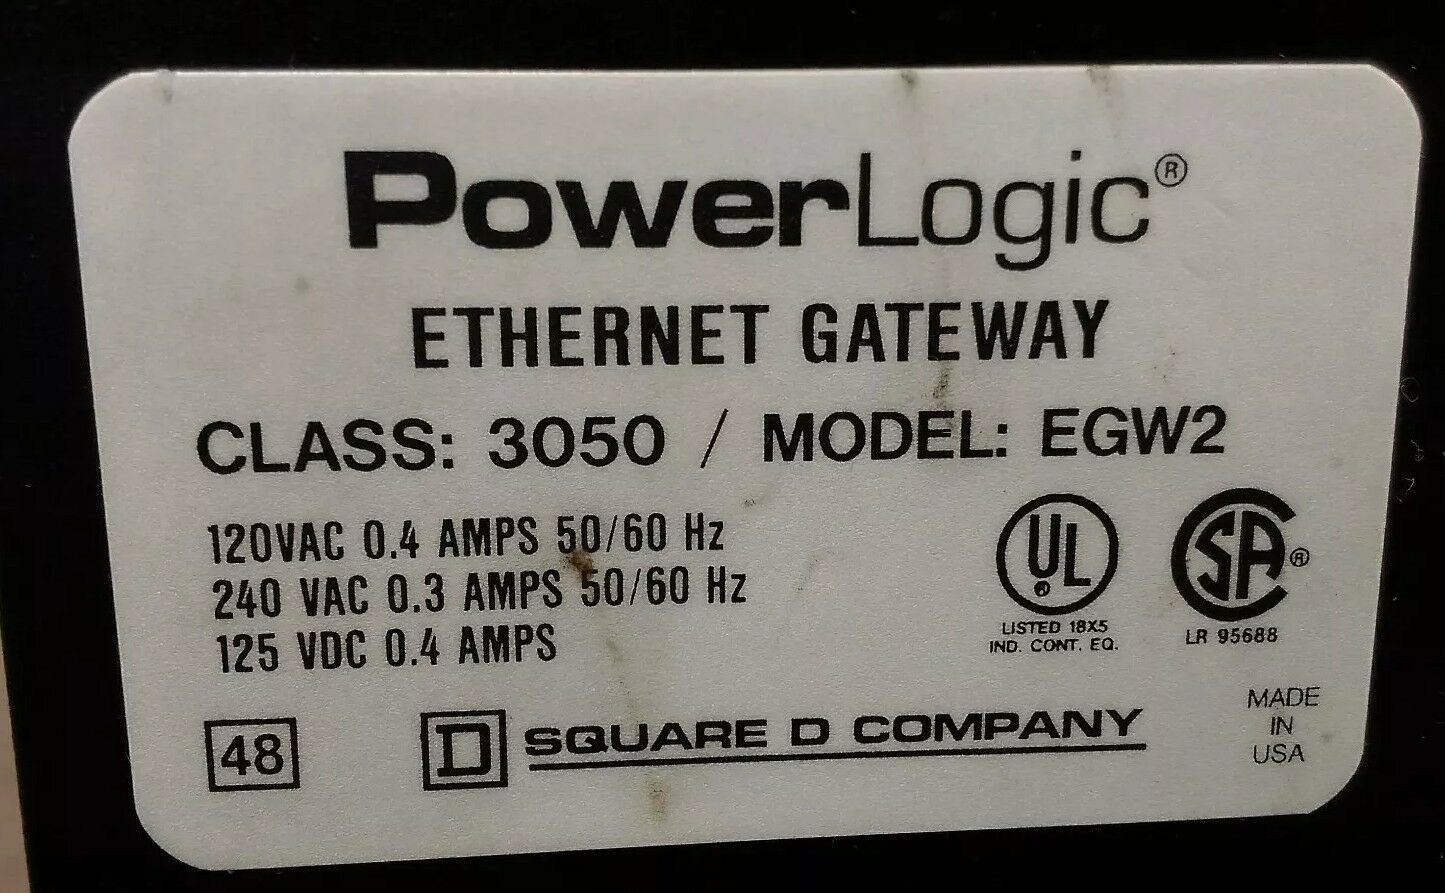 PowerLogic®
ETHERNET GATEWAY
CLASS: 3050 / MODEL: EGW2
120VAC 0.4 AMPS 50/60 Hz
240 VAC 0.3 AMPS 50/60 Hz
125 VDC 0.4 AMPS
UL ®
LISTED 18X5
IND. CONT. EQ.
SA ®
LR 95688
48
D SQUARE D COMPANY
MADE
IN
USA